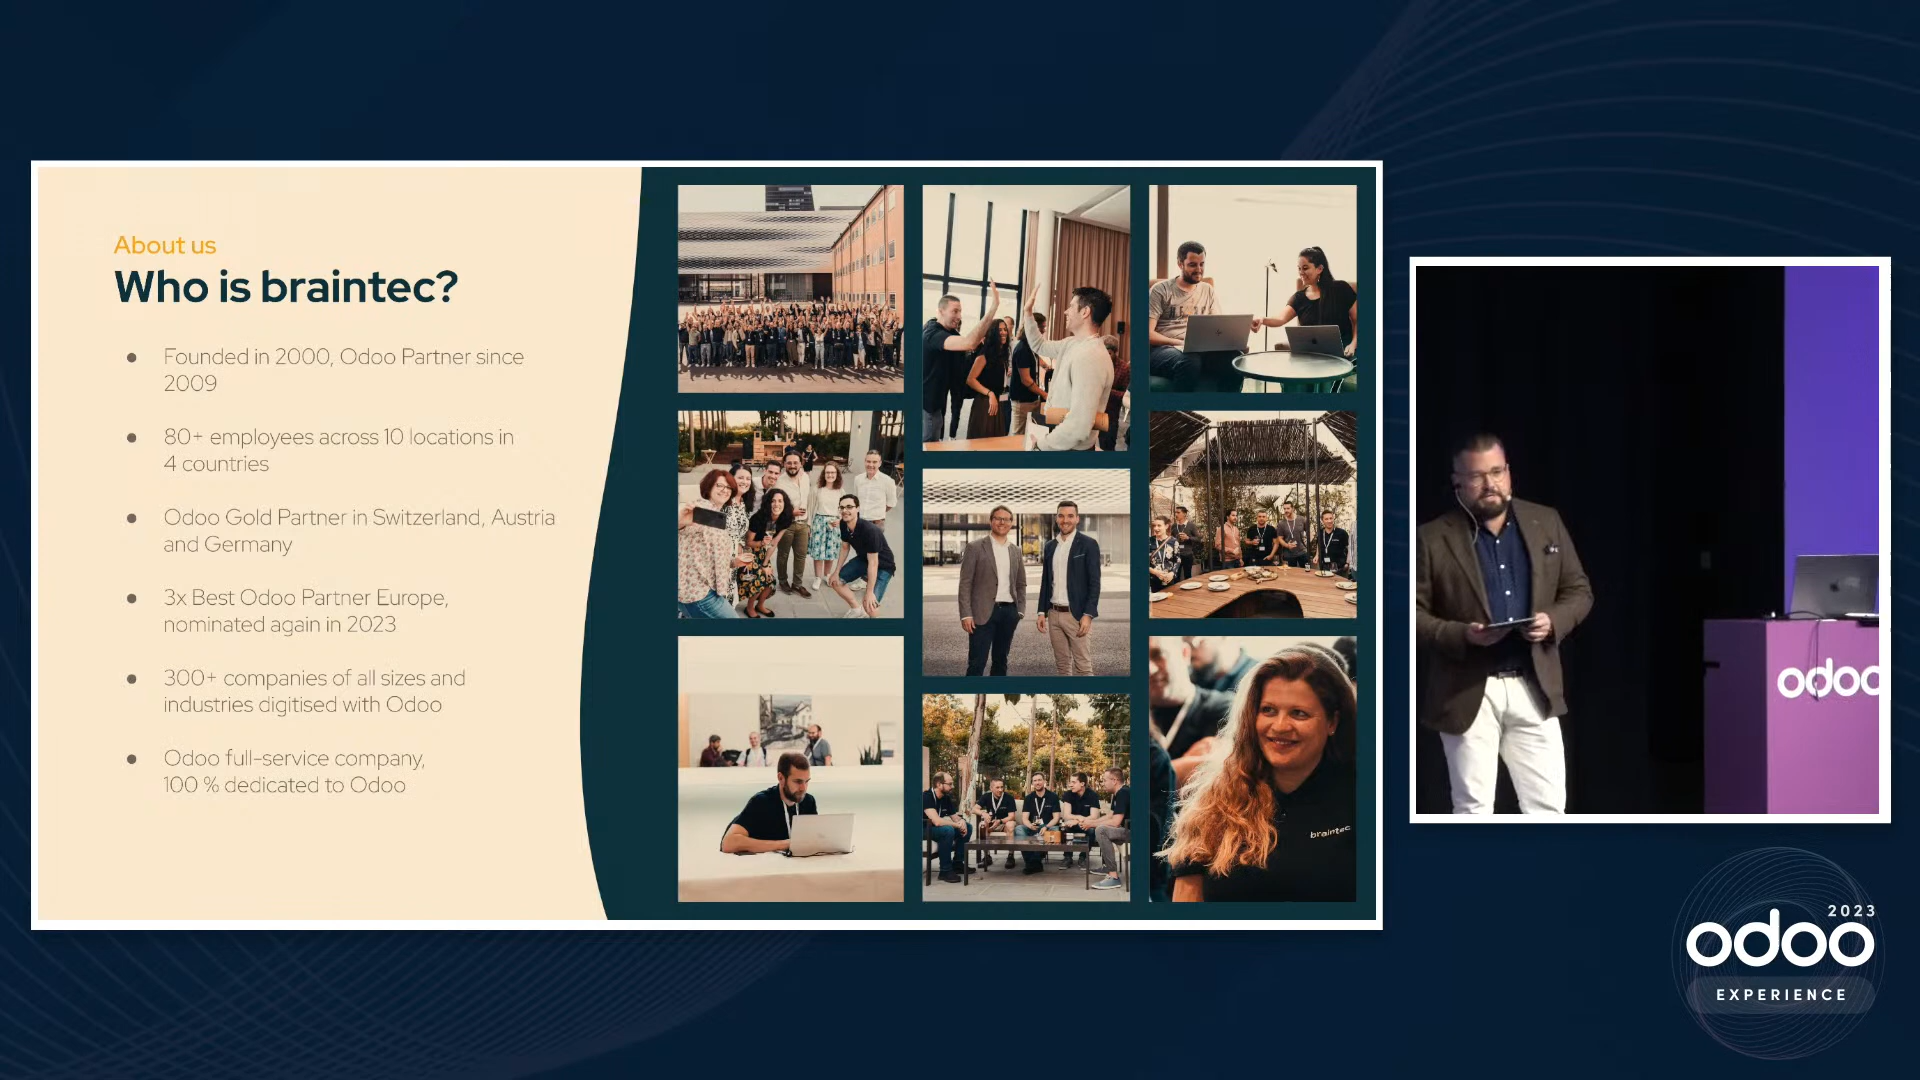 About us
Who is braintec?
● Founded in 2000, Odoo Partner since
2009
● 80+ employees across 10 locations in
4 countries
● Odoo Gold Partner in Switzerland, Austria
and Germany
● 3x Best Odoo Partner Europe,
nominated again in 2023
● 300+ companies of all sizes and
industries digitised with Odoo
● Odoo full-service company,
100 % dedicated to Odoo
braintec
odoo
2023
odoo
EXPERIENCE